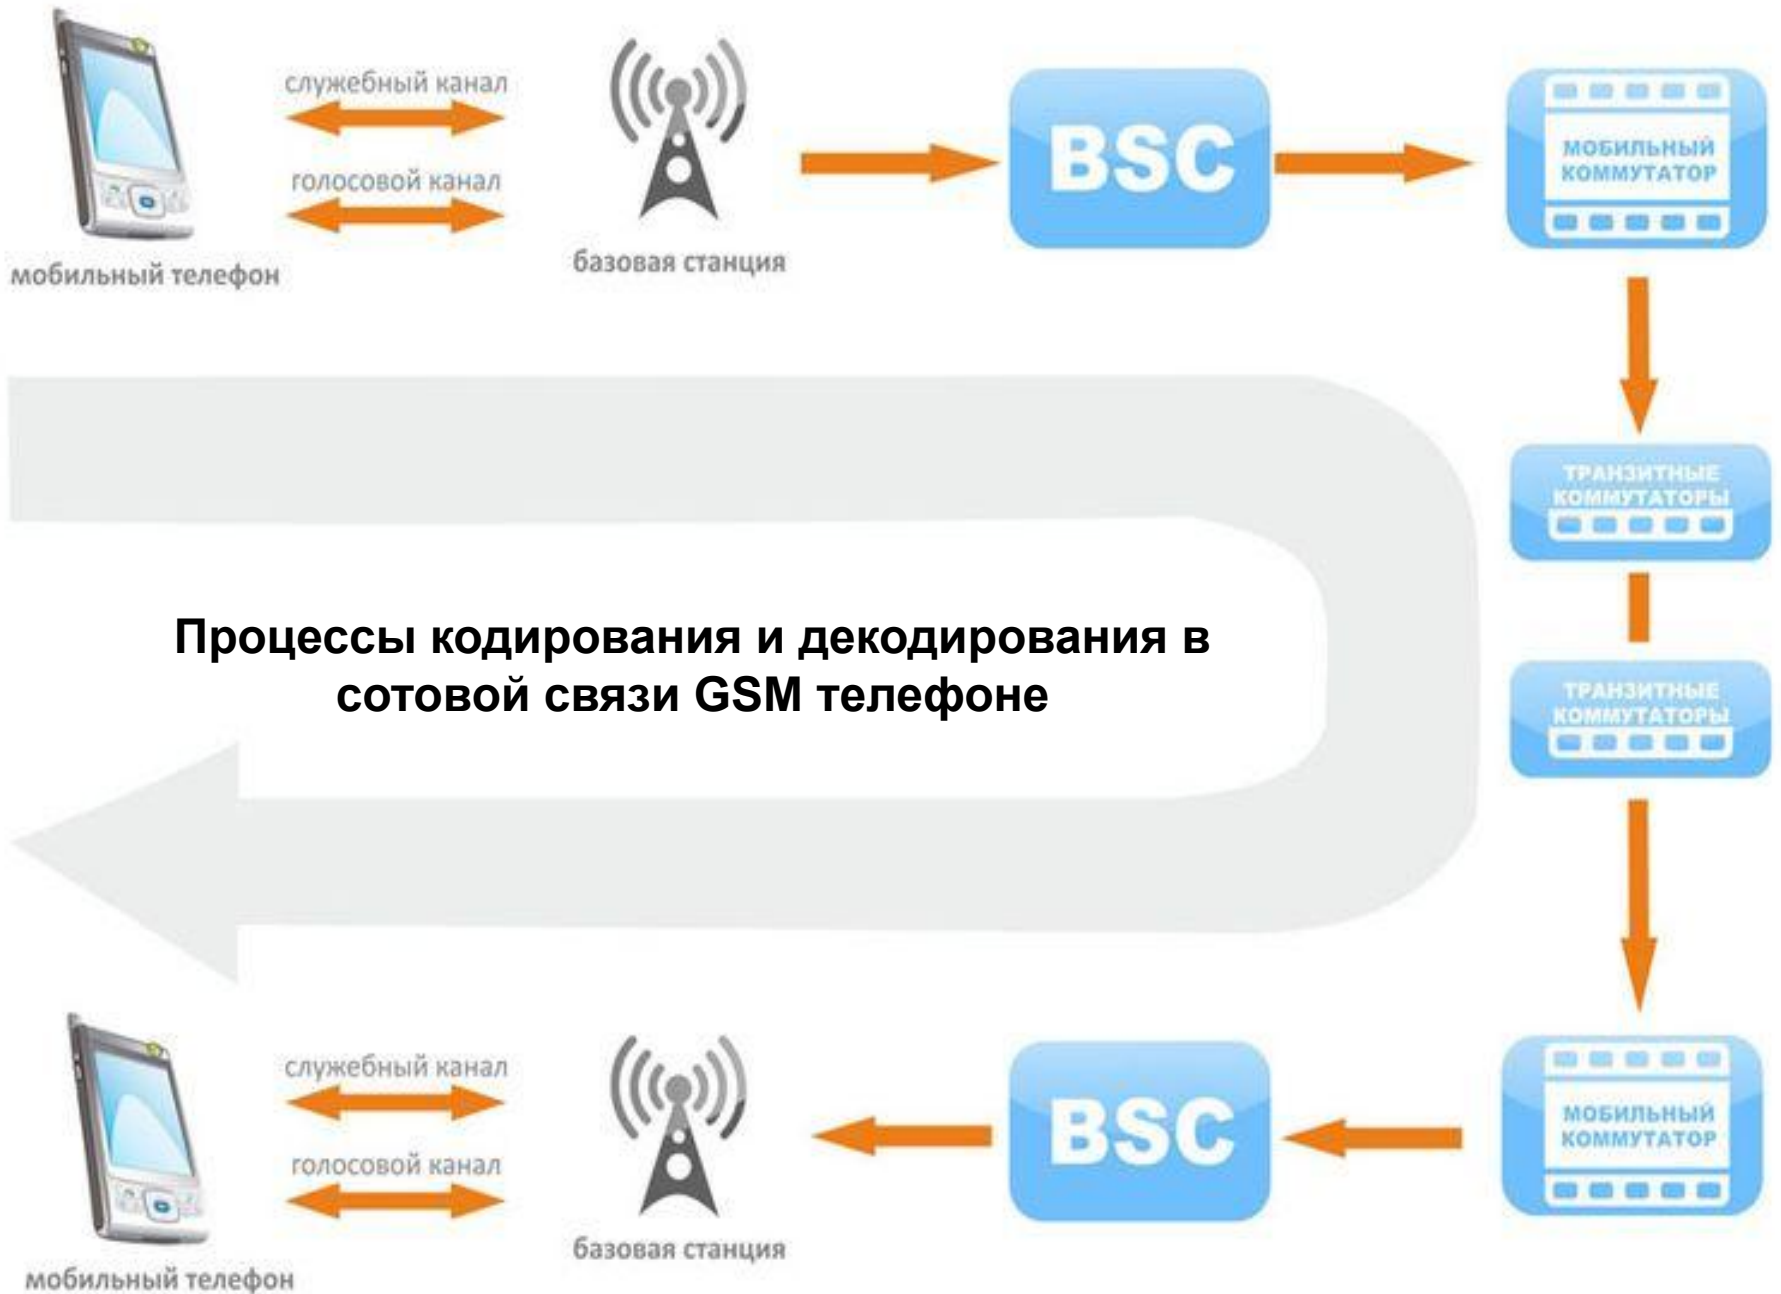 служебный канал
голосовой канал
мобильный телефон
базовая станция
BSC
МОБИЛЬНЫЙ
КОММУТАТОР
ТРАНЗИТНЫЕ
КОММУТАТОРЫ
Процессы кодирования и декодирования в
сотовой связи GSM телефоне
ТРАНЗИТНЫЕ
КОММУТАТОРЫ
служебный канал
голосовой канал
мобильный телефон
базовая станция
BSC
МОБИЛЬНЫЙ
КОММУТАТОР